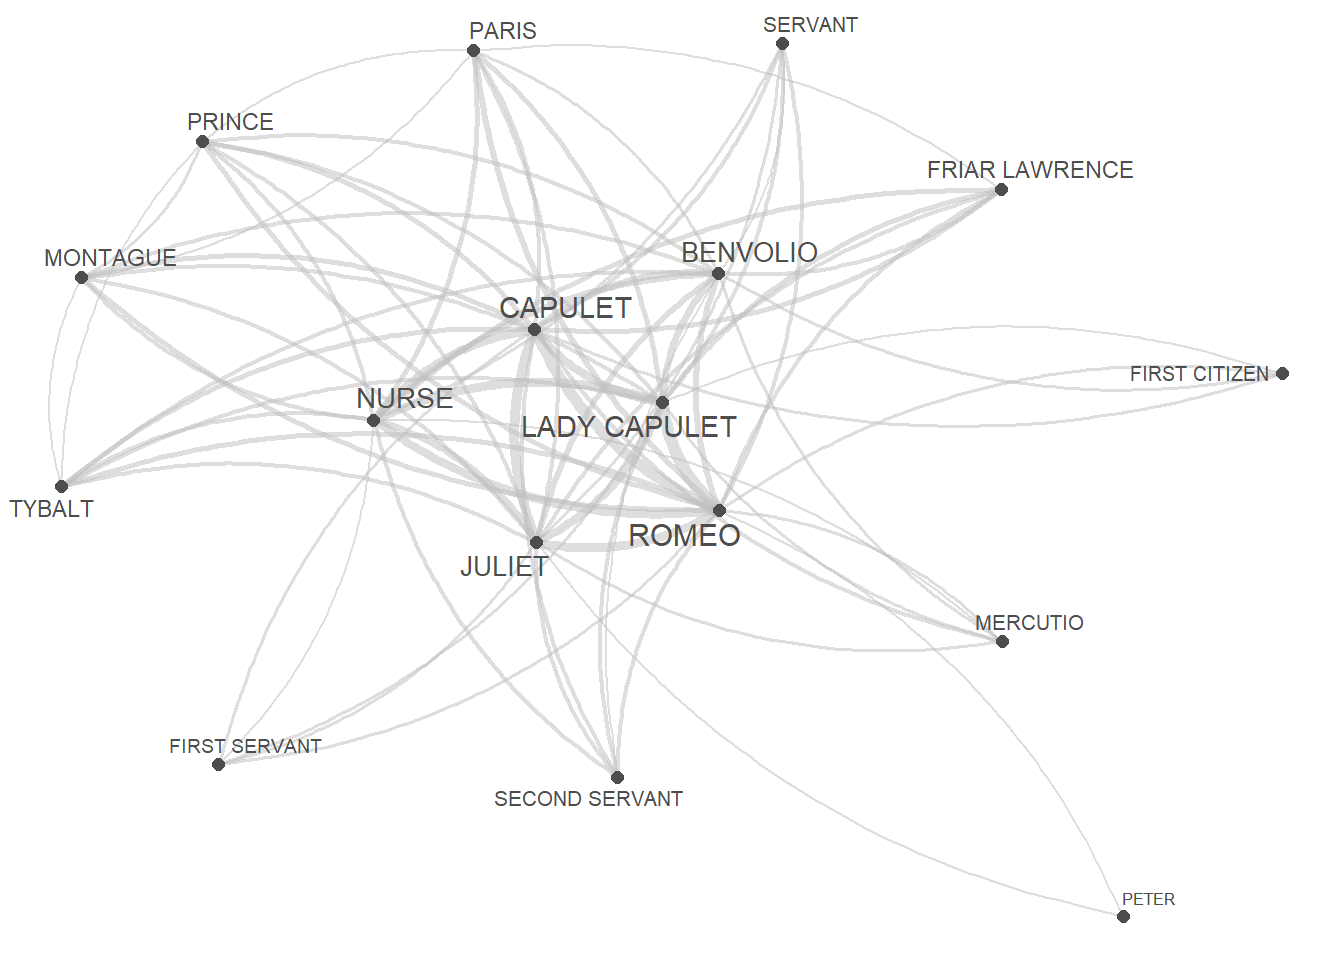 SERVANT
PARIS
PRINCE
FRIAR LAWRENCE
BENVOLIO
MONTAGUE
CAPULET
FIRST CITIZEN
NURSE
LADY CAPULET
TYBALT
ROMEO
JULIET
MERCUTIO
FIRST SERVANT
SECOND SERVANT
PETER